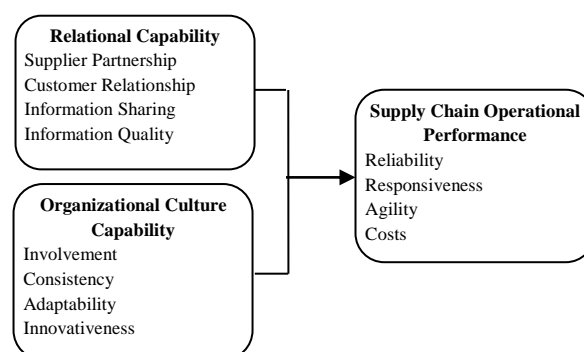 Relational Capability
Supplier Partnership
Customer Relationship
Information Sharing
Information Quality
Organizational Culture
Capability
Involvement
Consistency
Adaptability
Innovativeness
Supply Chain Operational
Performance
Reliability
Responsiveness
Agility
Costs